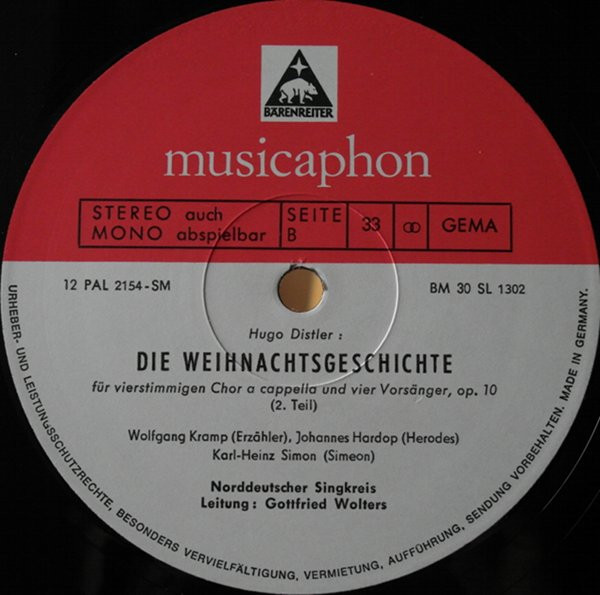 BÄRENREITER
musicaphon
STEREO auch
MONO abspielbar
SEITE
B
33
GEMA
12 PAL 2154-SM
BM 30 SL 1302
Hugo Distler :
DIE WEIHNACHTSGESCHICHTE
für vierstimmigen Chor a cappella und vier Vorsänger, op. 10
(2. Teil)
Wolfgang Kramp (Erzähler), Johannes Hardop (Herodes)
Karl-Heinz Simon (Simeon)
Norddeutscher Singkreis
Leitung: Gottfried Wolters
URHEBER- UND LEISTUNGSSCHUTZRECHTE, BESONDERS VERVIELFÄLTIGUNG, VERMIETUNG, AUFFÜHRUNG, SENDUNG VORBEHALTEN. MADE IN GERMANY.